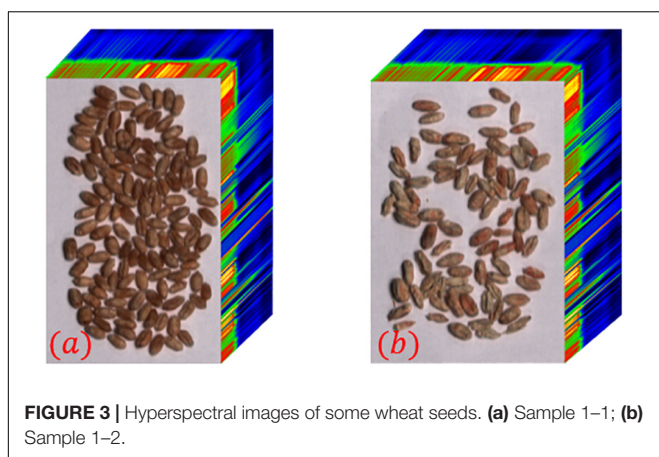 (a)
(b)
FIGURE 3 | Hyperspectral images of some wheat seeds. (a) Sample 1–1; (b)
Sample 1–2.